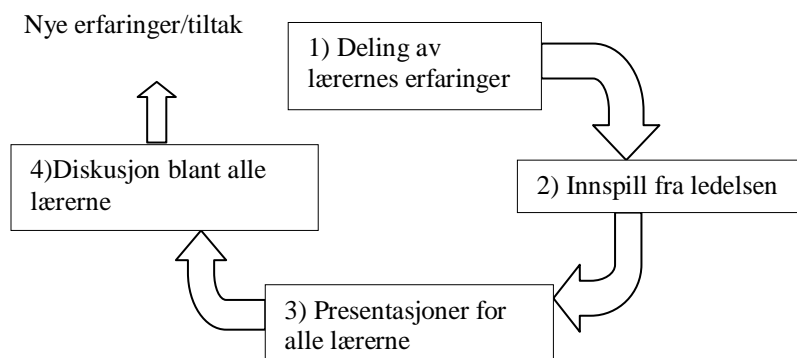 Nye erfaringer/tiltak
1) Deling av
lærernes erfaringer
2) Innspill fra ledelsen
3) Presentasjoner for
alle lærerne
4)Diskusjon blant alle
lærerne